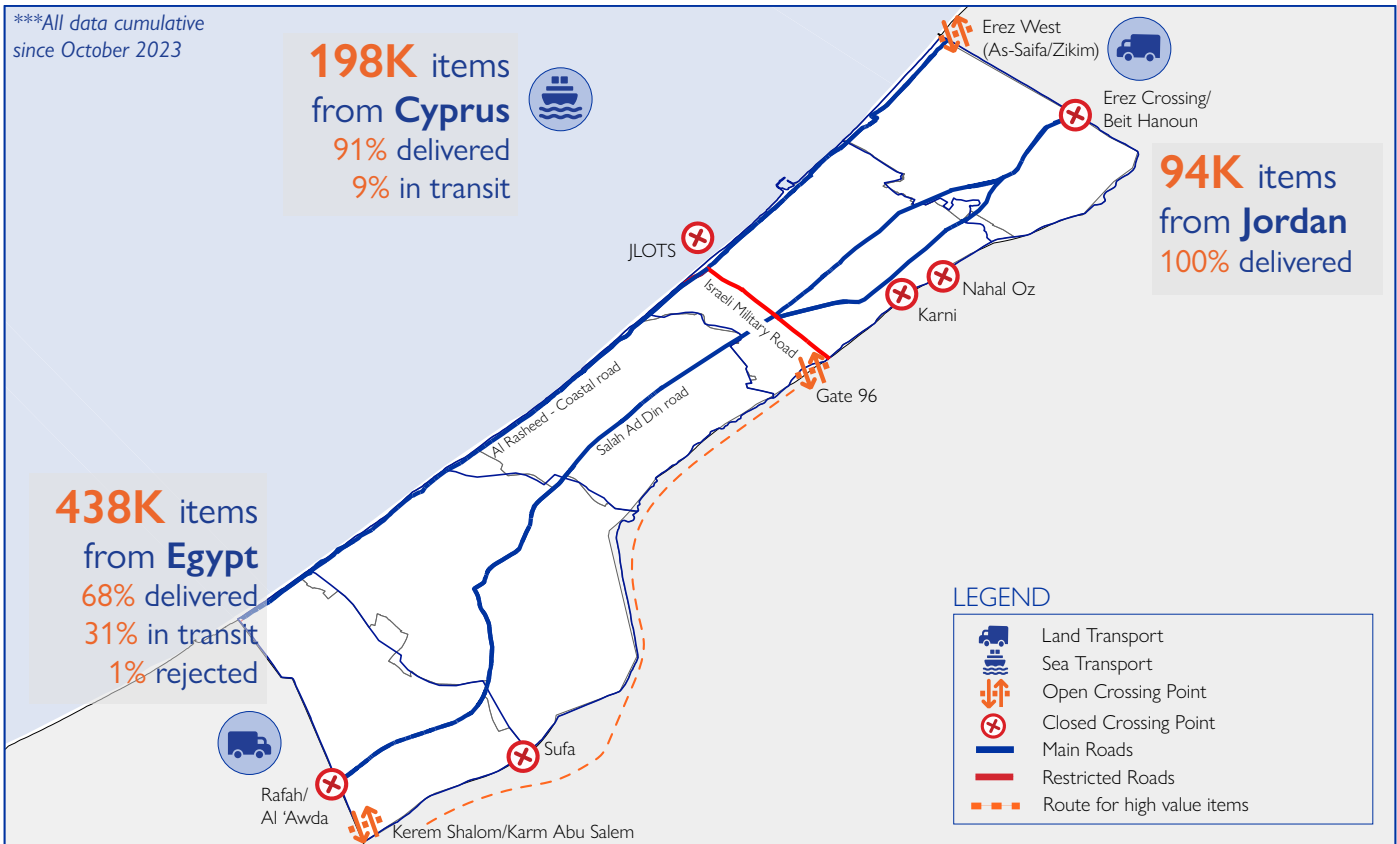 ***All data cumulative
since October 2023
198K items
from Cyprus
91% delivered
9% in transit
Erez West
(As-Saifa/Zikim)
Erez Crossing/
Beit Hanoun
94K items
from Jordan
100% delivered
JLOTS
Nahal Oz
Karni
Israeli Military Road
Gate 96
Al Rasheed - Coastal road
Salah Ad Din road
438K items
from Egypt
68% delivered
31% in transit
1% rejected
Sufa
Rafah/
Al ‘Awda
Kerem Shalom/Karm Abu Salem
LEGEND
Land Transport
Sea Transport
Open Crossing Point
Closed Crossing Point
Main Roads
Restricted Roads
Route for high value items